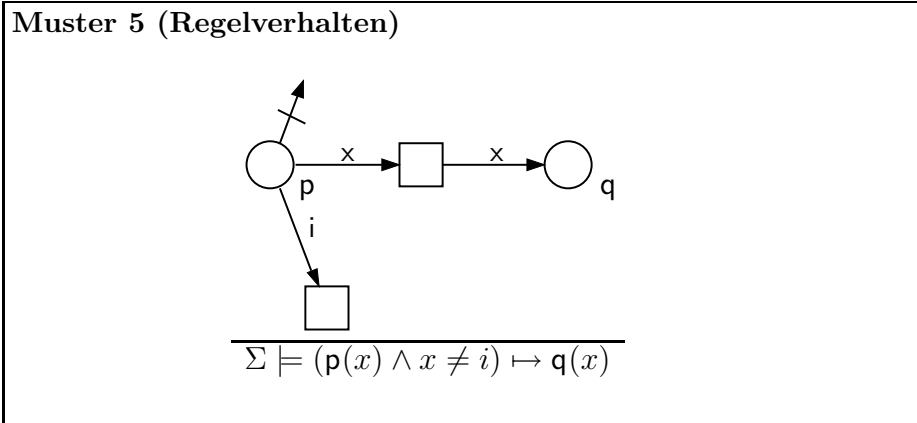 Muster 5 (Regelverhalten)
x x
p q
i
Σ ⊨ (p(x) ∧ x ≠ i) ↦ q(x)